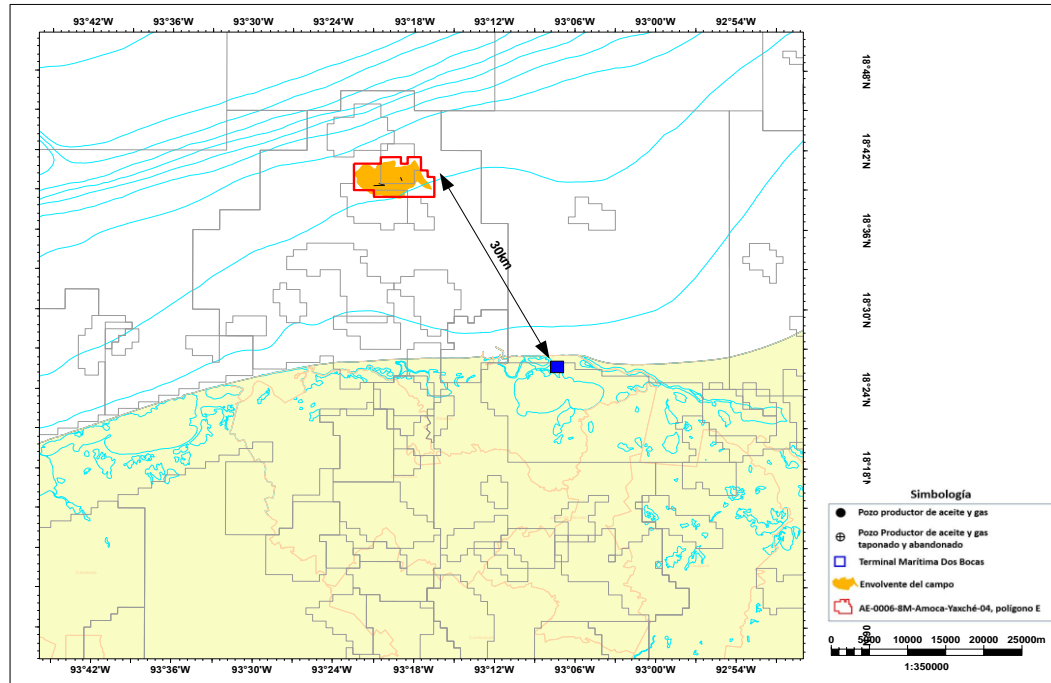 93°42'W 93°36'W 93°30'W 93°24'W 93°18'W 93°12'W 93°06'W 93°00'W 92°54'W
18°48'N
18°42'N
18°36'N
18°30'N
18°24'N
18°18'N
30km
Simbología
Pozo productor de aceite y gas
Pozo Productor de aceite y gas
taponado y abandonado
Terminal Marítima Dos Bocas
Envolvente del campo
AE-0006-8M-Amoca-Yaxché-04, polígono E
0 5000 10000 15000 20000 25000m
1:350000
93°42'W 93°36'W 93°30'W 93°24'W 93°18'W 93°12'W 93°06'W 93°00'W 92°54'W